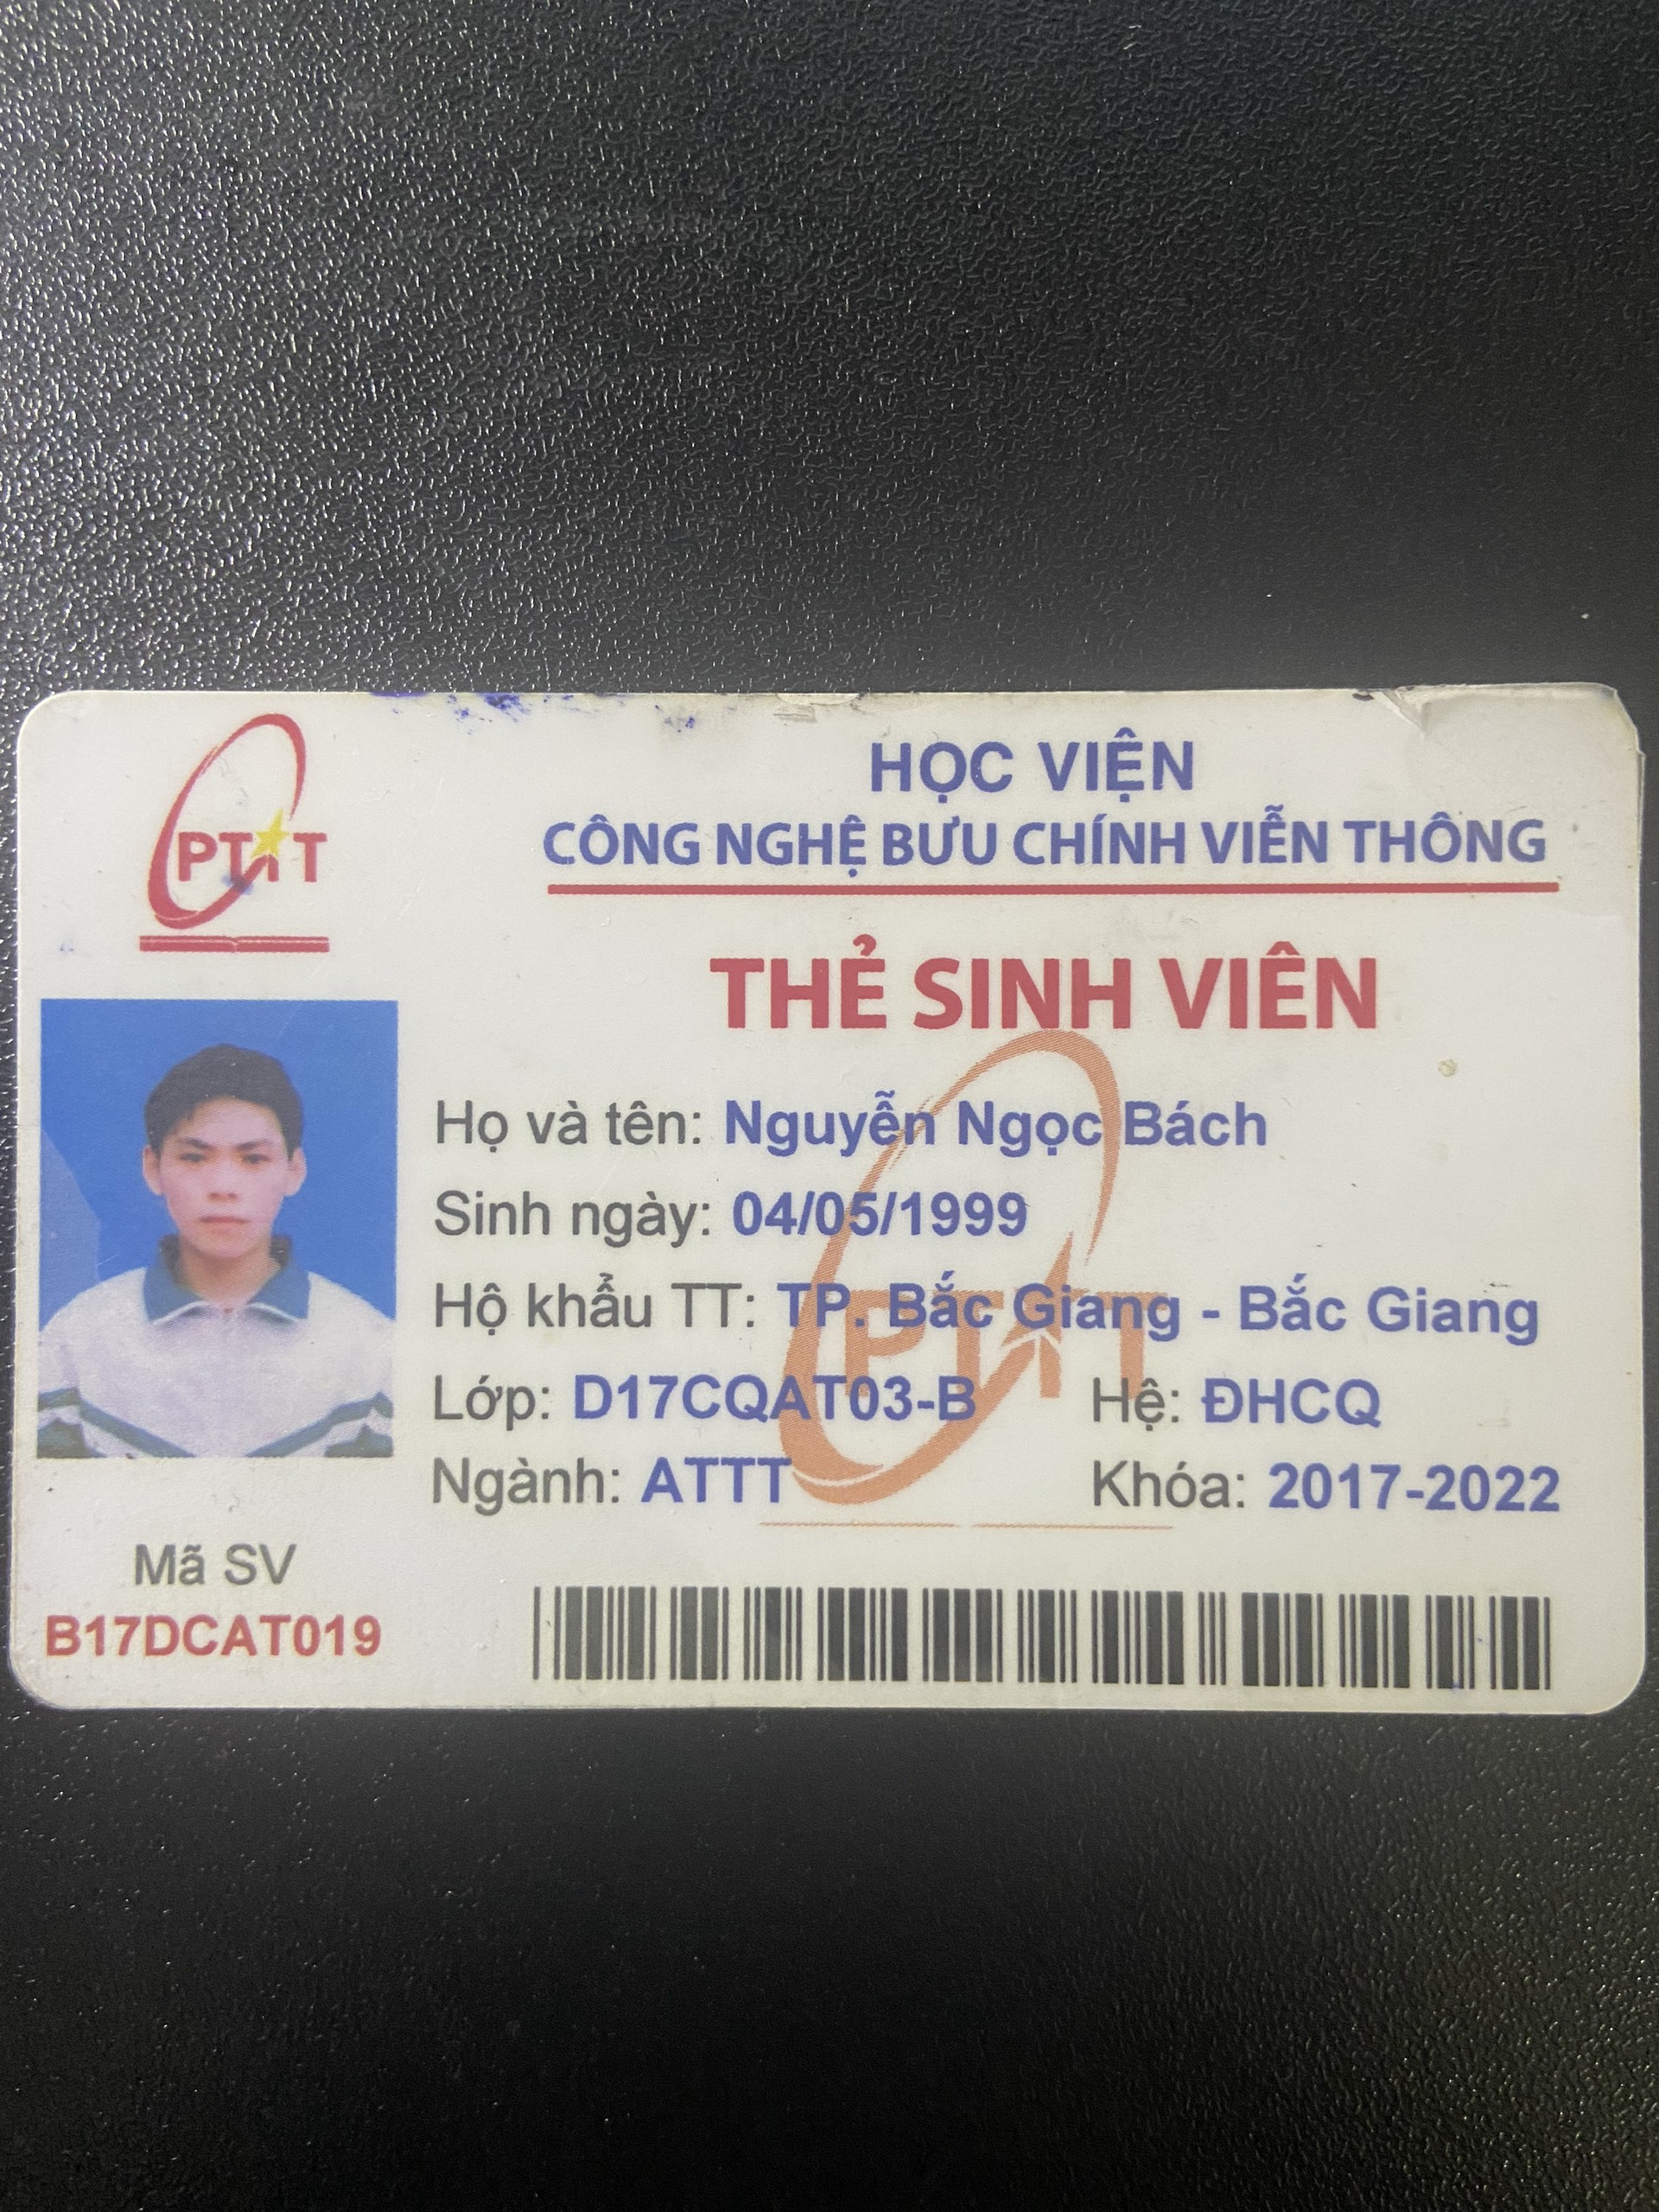 PTIT
HỌC VIỆN
CÔNG NGHỆ BƯU CHÍNH VIỄN THÔNG
THẺ SINH VIÊN
Họ và tên: Nguyễn Ngọc Bách
Sinh ngày: 04/05/1999
Hộ khẩu TT: TP. Bắc Giang - Bắc Giang
PTIT
Lớp: D17CQAT03-B Hệ: ĐHCQ
Ngành: ATTT Khóa: 2017-2022
Mã SV
B17DCAT019